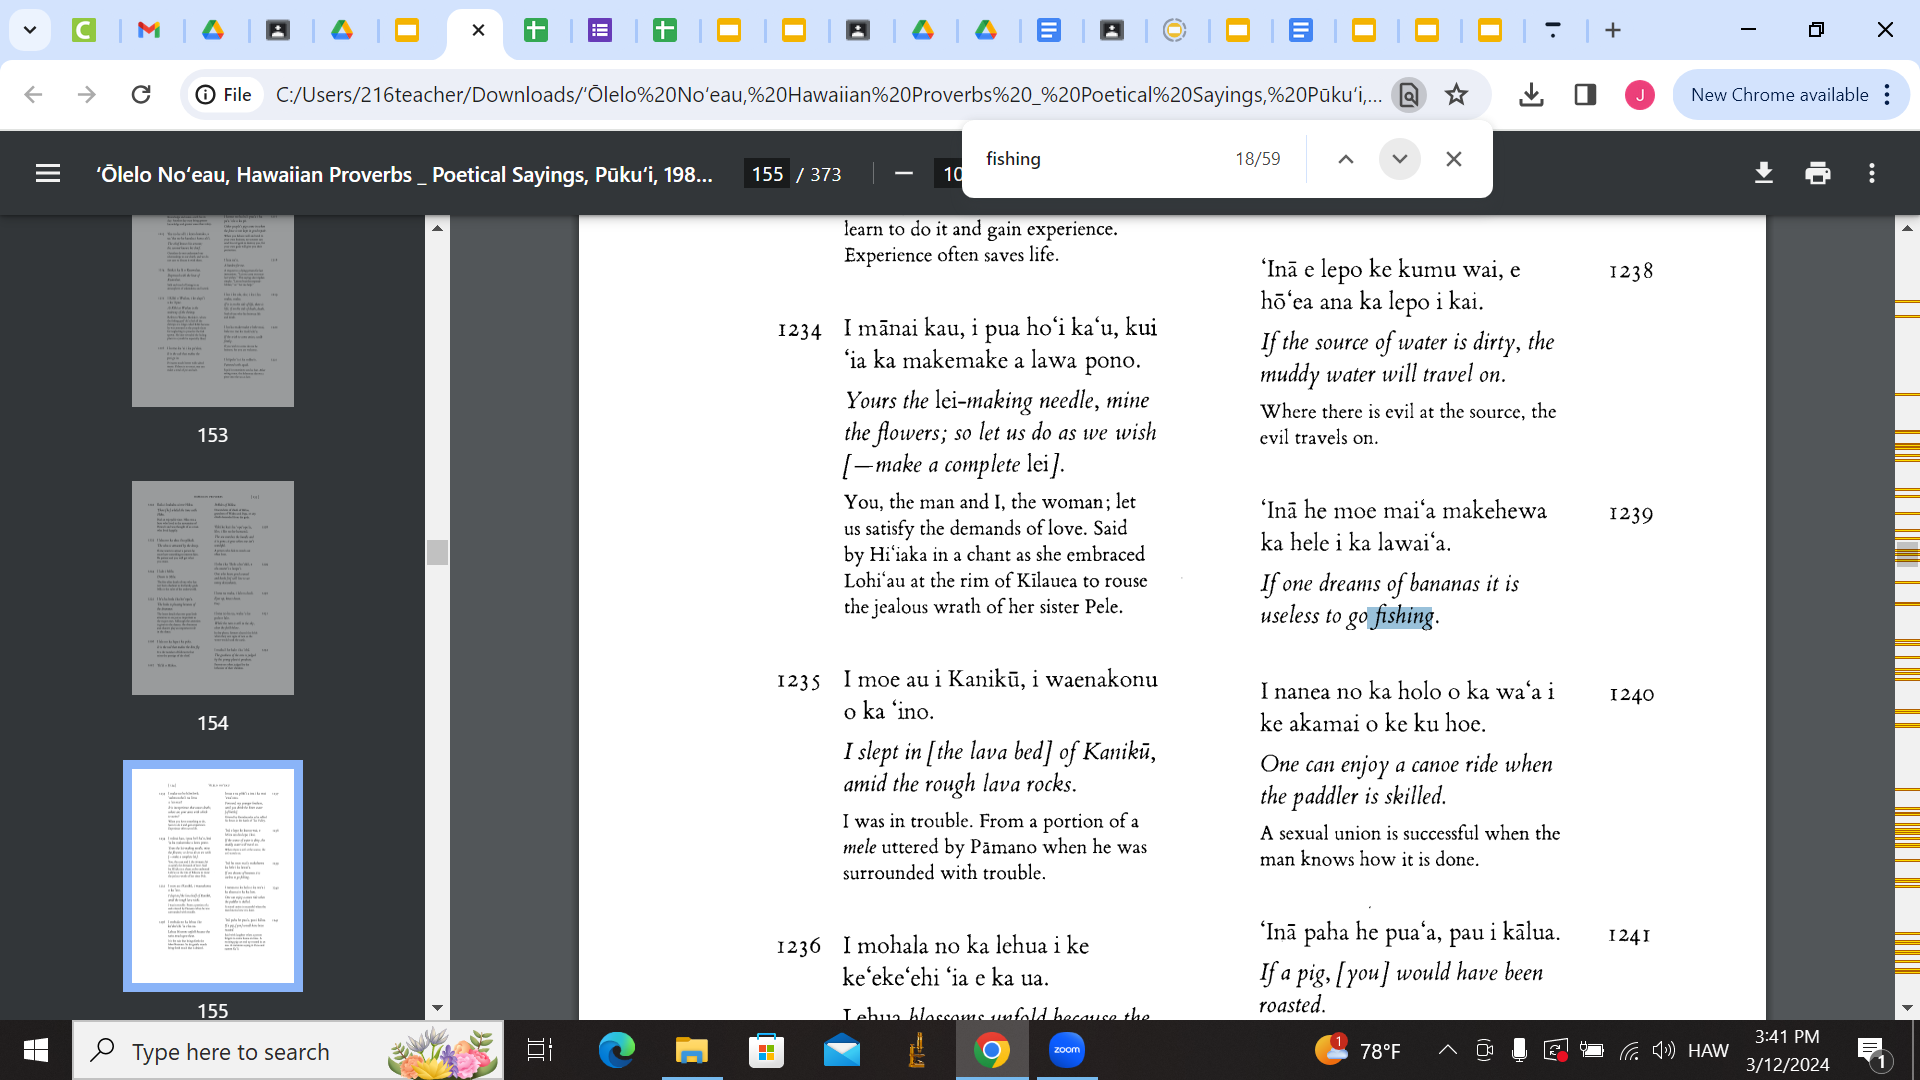 File
C:/Users/216teacher/Downloads/ʻŌlelo%20Noʻeau,%20Hawaiian%20Proverbs%20_%20Poetical%20Sayings,%20Pūkuʻi,...
J
New Chrome available
ʻŌlelo Noʻeau, Hawaiian Proverbs _ Poetical Sayings, Pūkuʻi, 198...
155 / 373
10
fishing
18/59
153
154
155
learn to do it and gain experience.
Experience often saves life.
1234
I mānai kau, i pua hoʻi kaʻu, kui
ʻia ka makemake a lawa pono.
Yours the lei-making needle, mine
the flowers; so let us do as we wish
[—make a complete lei].
You, the man and I, the woman; let
us satisfy the demands of love. Said
by Hiʻiaka in a chant as she embraced
Lohiʻau at the rim of Kīlauea to rouse
the jealous wrath of her sister Pele.
1235
I moe au i Kanikū, i waenakonu
o ka ʻino.
I slept in [the lava bed] of Kanikū,
amid the rough lava rocks.
I was in trouble. From a portion of a
mele uttered by Pāmano when he was
surrounded with trouble.
1236
I mohala no ka lehua i ke
keʻekeʻehi ʻia e ka ua.
Lehua blossoms unfold because the
ʻInā e lepo ke kumu wai, e
hōʻea ana ka lepo i kai.
1238
If the source of water is dirty, the
muddy water will travel on.
Where there is evil at the source, the
evil travels on.
ʻInā he moe maiʻa makehewa
ka hele i ka lawaiʻa.
1239
If one dreams of bananas it is
useless to go fishing.
I nanea no ka holo o ka waʻa i
ke akamai o ke ku hoe.
1240
One can enjoy a canoe ride when
the paddler is skilled.
A sexual union is successful when the
man knows how it is done.
ʻInā paha he puaʻa, pau i kālua.
1241
If a pig, [you] would have been
roasted.
Type here to search
zoom
1
78°F
HAW
3:41 PM
3/12/2024
1